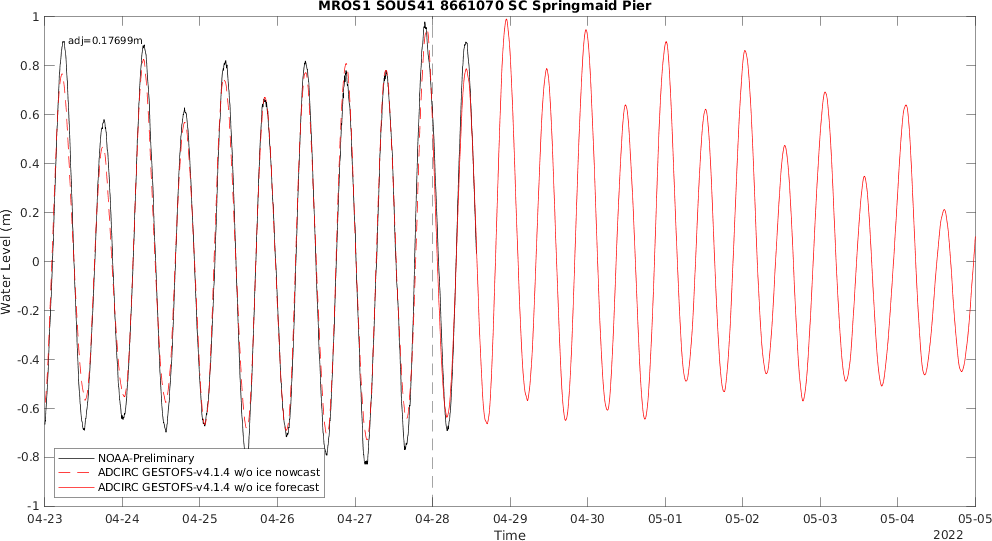 MROS1 SOUS41 8661070 SC Springmaid Pier
adj=0.17699m
Water Level (m)
1
0.8
0.6
0.4
0.2
0
-0.2
-0.4
-0.6
-0.8
-1
NOAA-Preliminary
ADCIRC GESTOFS-v4.1.4 w/o ice nowcast
ADCIRC GESTOFS-v4.1.4 w/o ice forecast
04-23 04-24 04-25 04-26 04-27 04-28 04-29 04-30 05-01 05-02 05-03 05-04 05-05
Time
2022